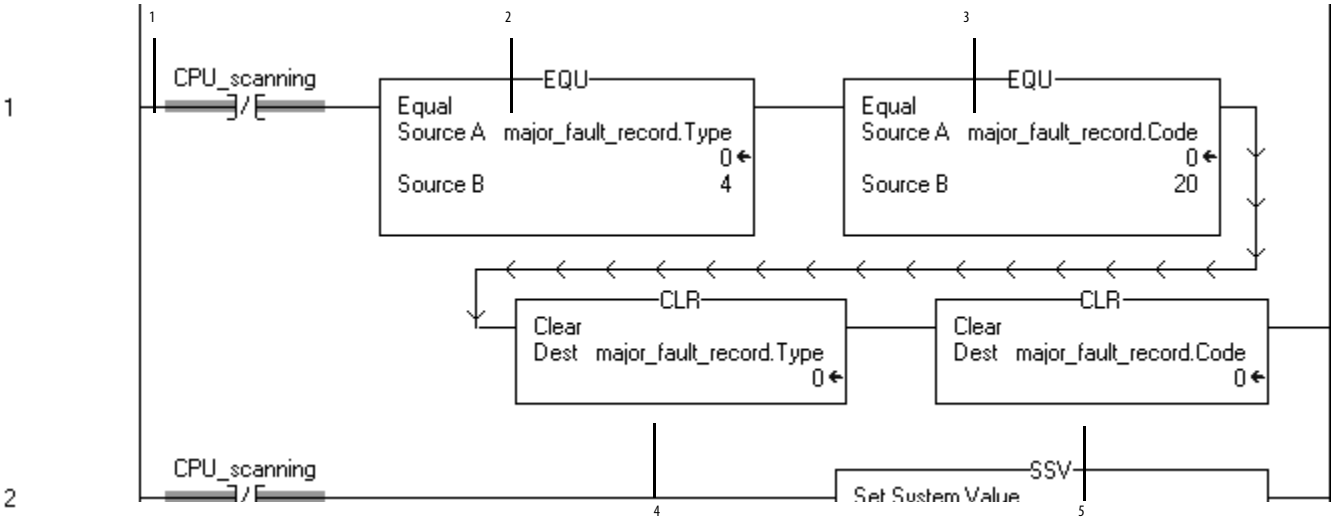 1 2 3
CPU_scanning
EQU EQU
1
Equal Equal
Source A major_fault_record.Type Source A major_fault_record.Code
0 0
Source B 4 Source B 20
CLR CLR
Clear Clear
Dest major_fault_record.Type Dest major_fault_record.Code
0 0
CPU_scanning
SSV
2
Set System Value
4 5